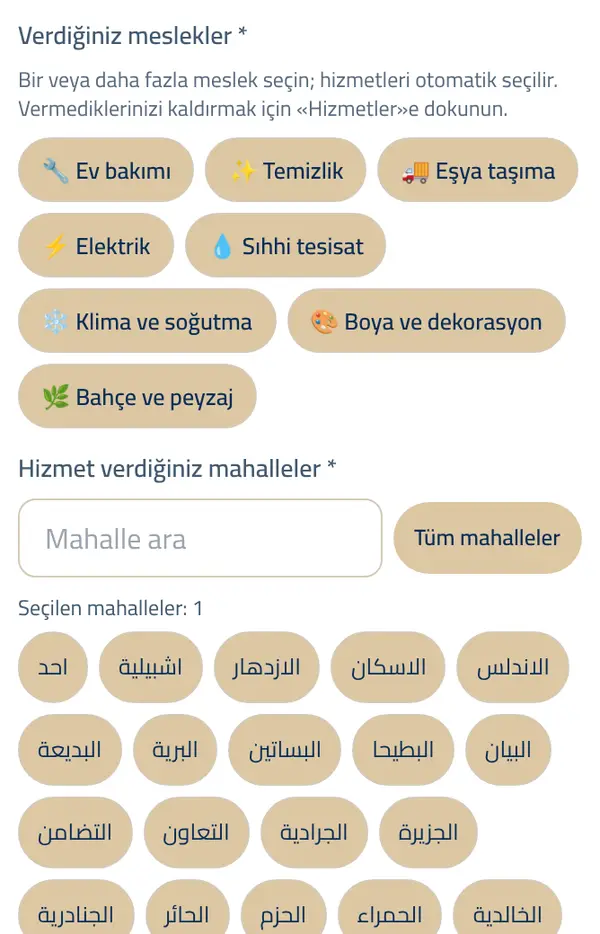 Verdiğiniz meslekler *
Bir veya daha fazla meslek seçin; hizmetleri otomatik seçilir.
Vermediklerinizi kaldırmak için «Hizmetler»e dokunun.
🔧 Ev bakımı ✨ Temizlik 🚚 Eşya taşıma
⚡ Elektrik 💧 Sıhhi tesisat
❄️ Klima ve soğutma 🎨 Boya ve dekorasyon
🌿 Bahçe ve peyzaj
Hizmet verdiğiniz mahalleler *
Mahalle ara Tüm mahalleler
Seçilen mahalleler: 1
احد اشبيلية الازدهار الاسكان الاندلس
البديعة البرية البساتين البطيحا البيان
التضامن التعاون الجرادية الجزيرة
الجنادرية الحائر الحزم الحمراء الخالدية